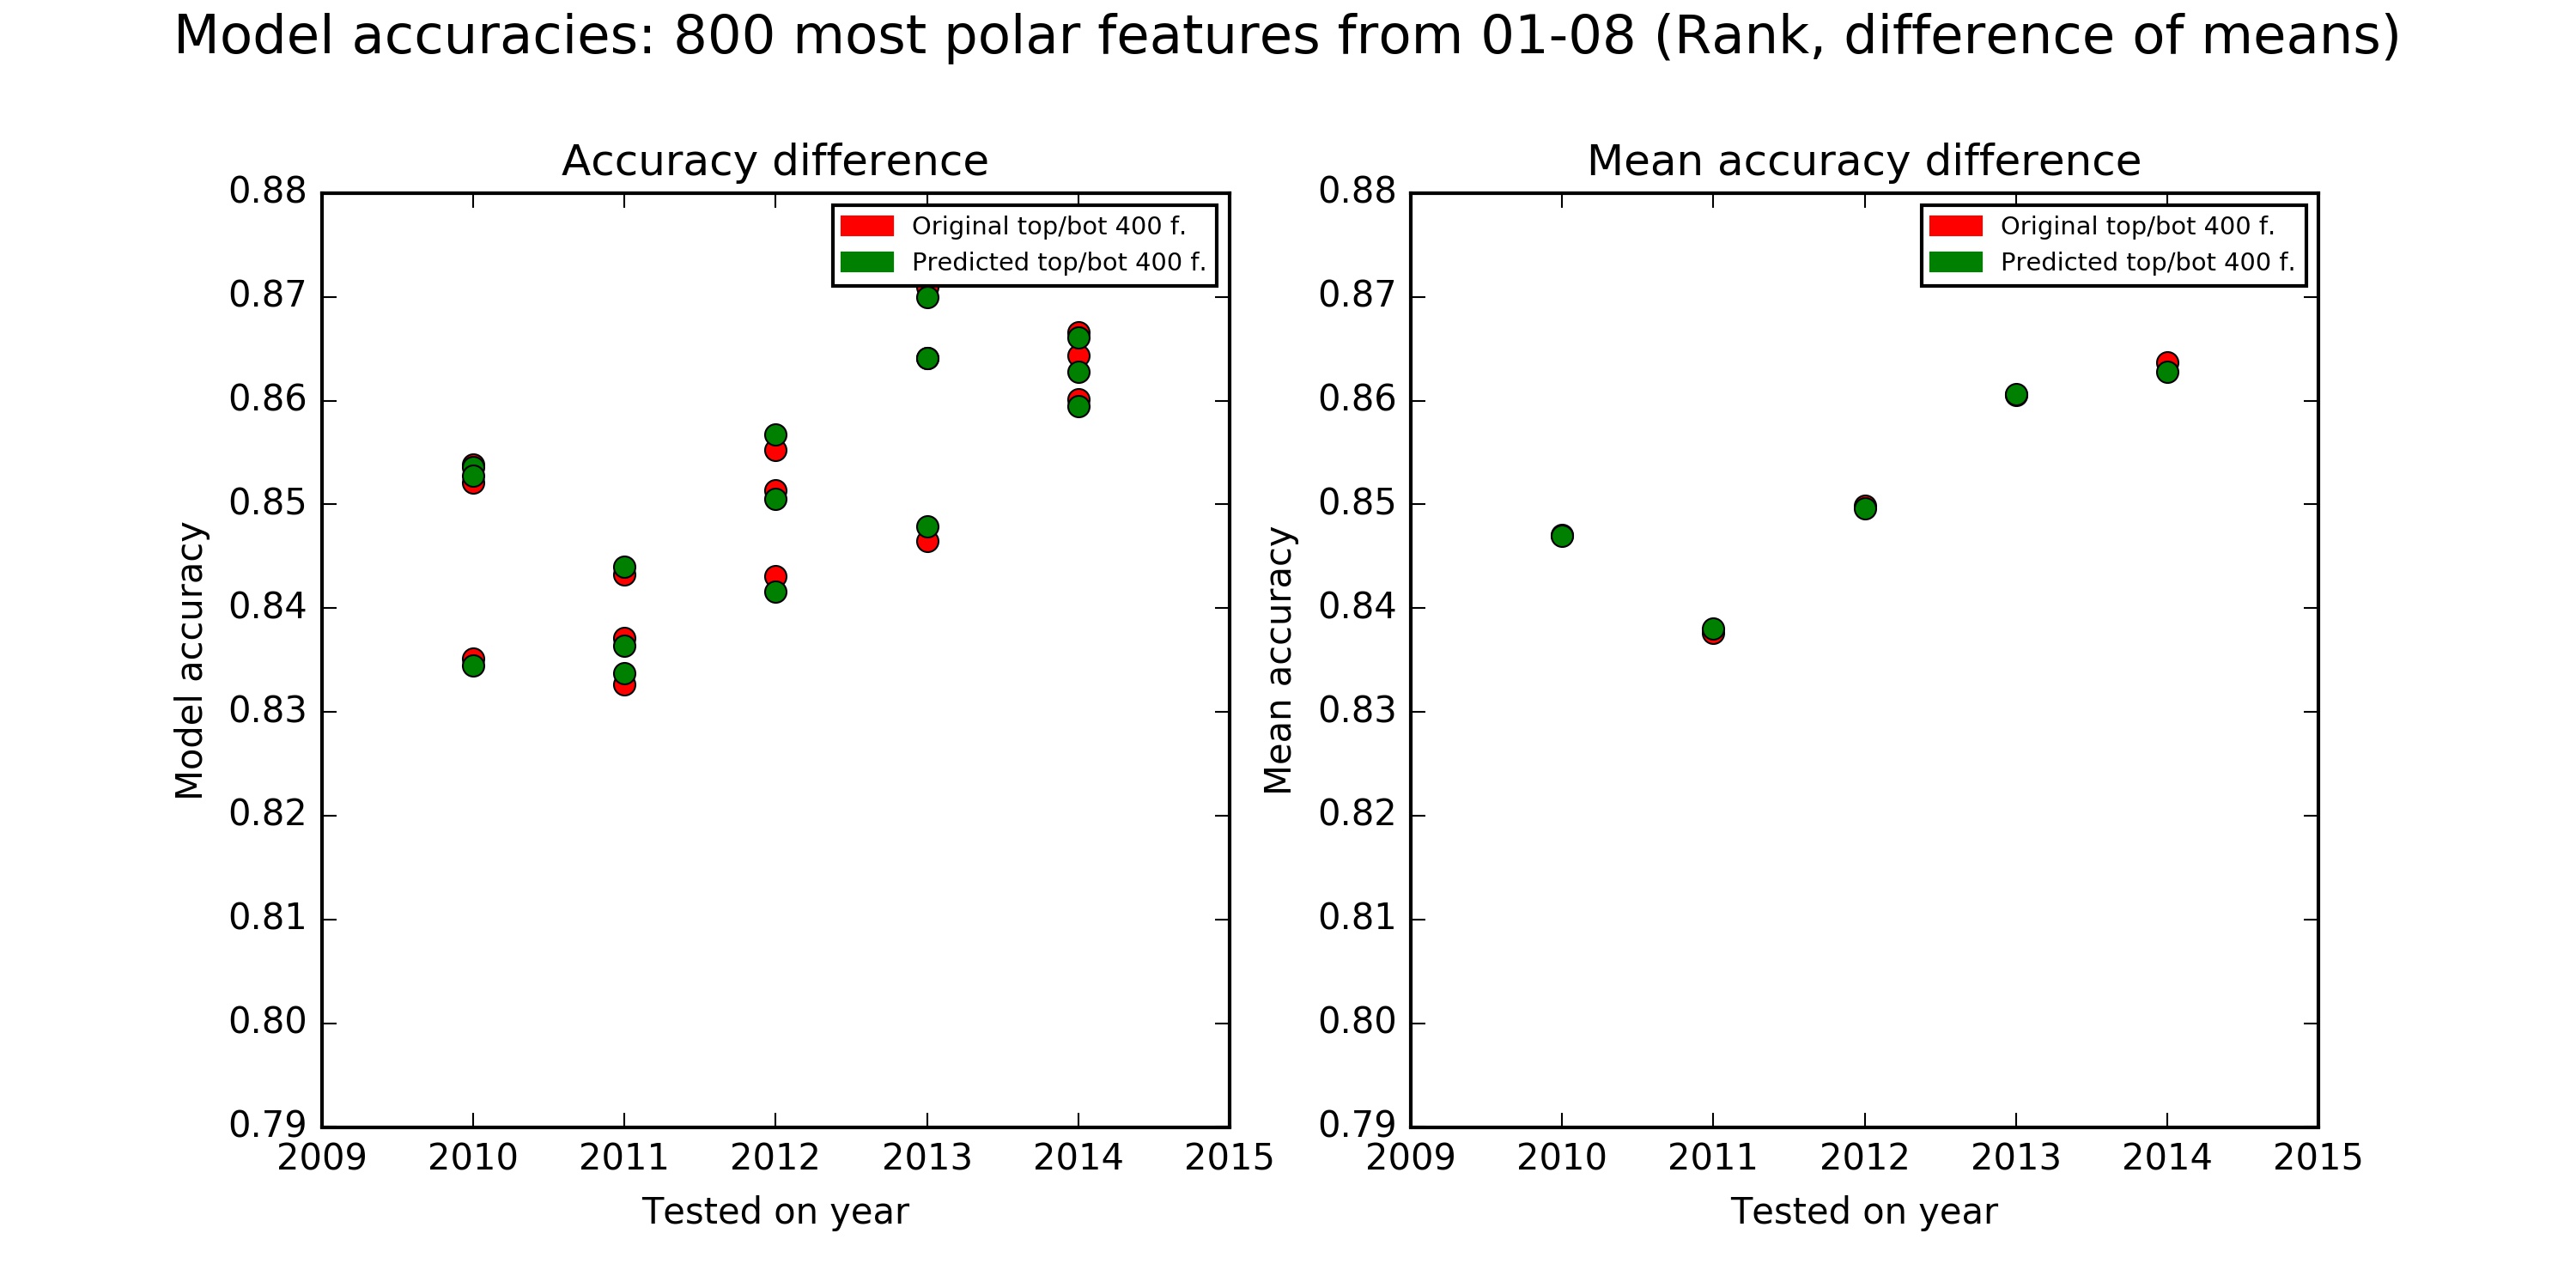 Model accuracies: 800 most polar features from 01-08 (Rank, difference of means)
Accuracy difference
0.88
0.87
0.86
0.85
0.84
0.83
0.82
0.81
0.80
0.79
Model accuracy
Original top/bot 400 f.
Predicted top/bot 400 f.
2009 2010 2011 2012 2013 2014 2015
Tested on year
Mean accuracy difference
0.88
0.87
0.86
0.85
0.84
0.83
0.82
0.81
0.80
0.79
Mean accuracy
Original top/bot 400 f.
Predicted top/bot 400 f.
2009 2010 2011 2012 2013 2014 2015
Tested on year